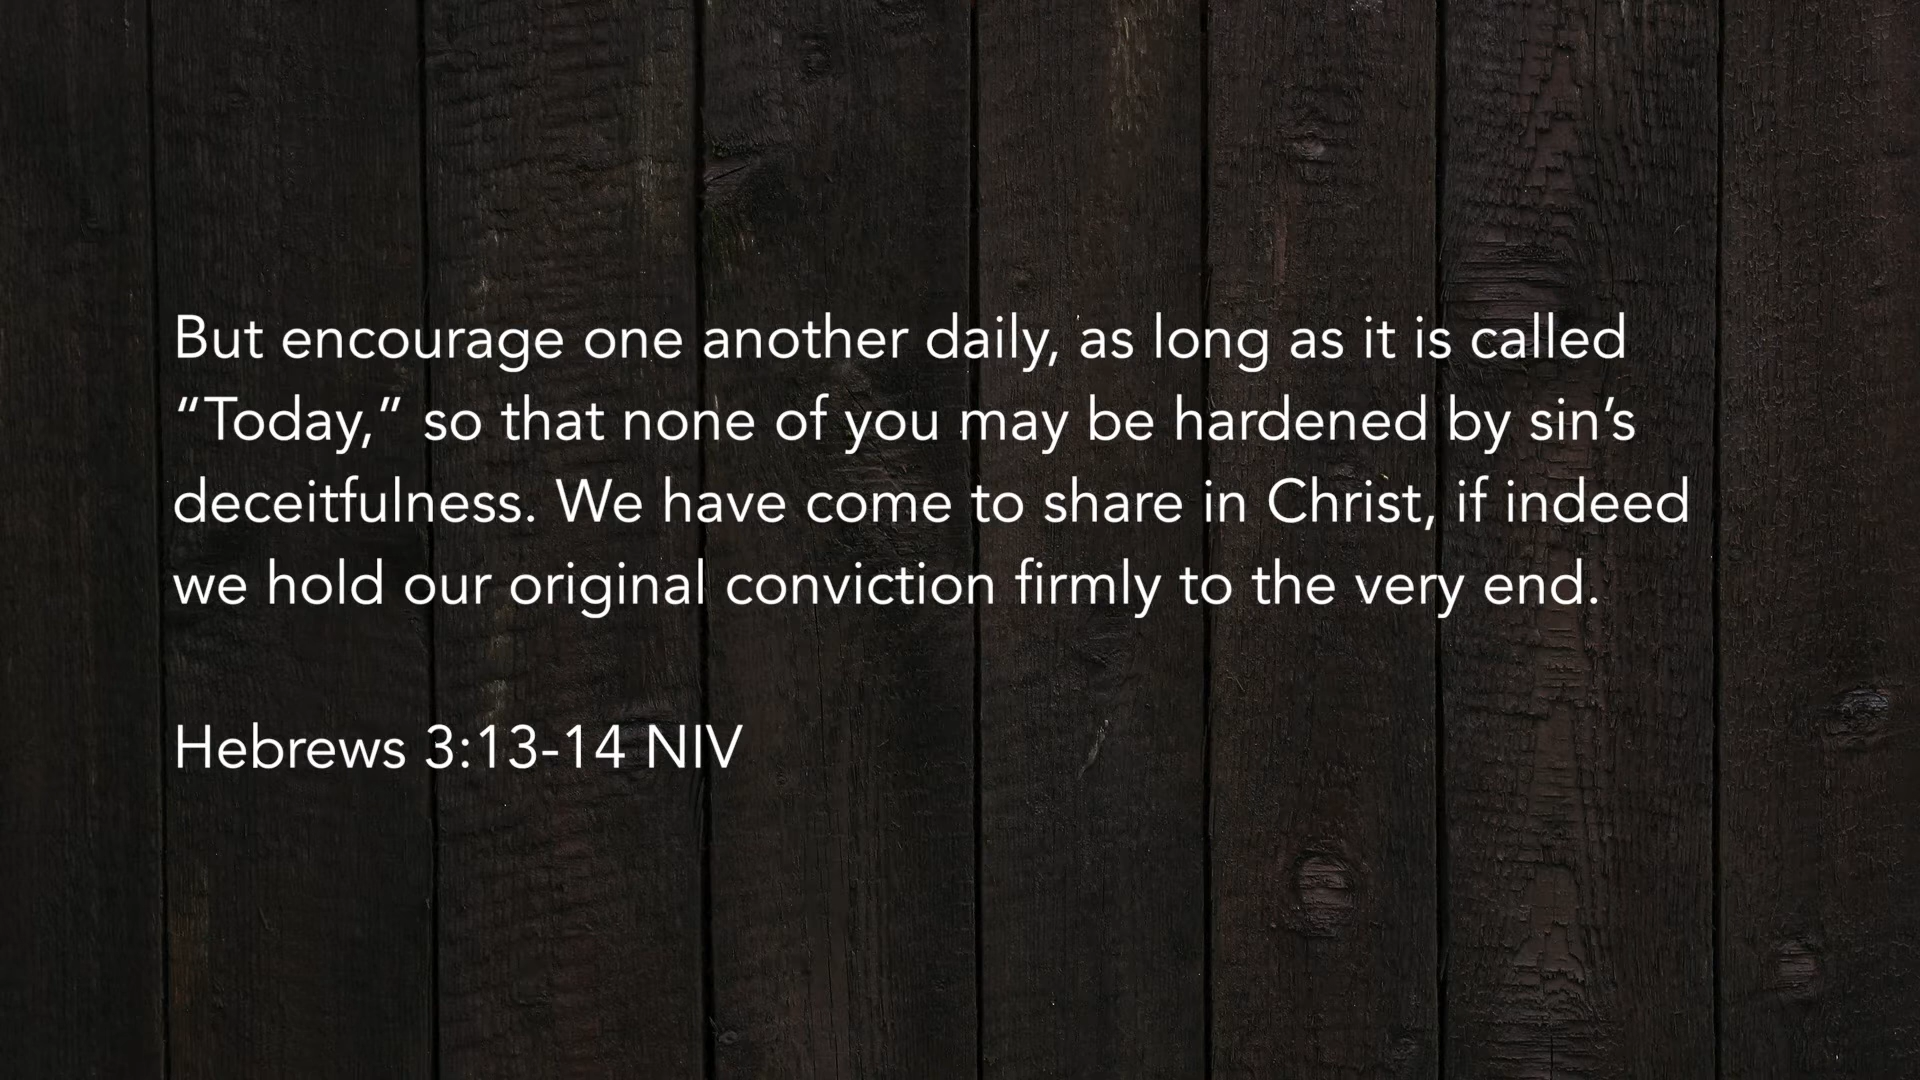 But encourage one another daily, as long as it is called
“Today,” so that none of you may be hardened by sin’s
deceitfulness. We have come to share in Christ, if indeed
we hold our original conviction firmly to the very end.
Hebrews 3:13-14 NIV